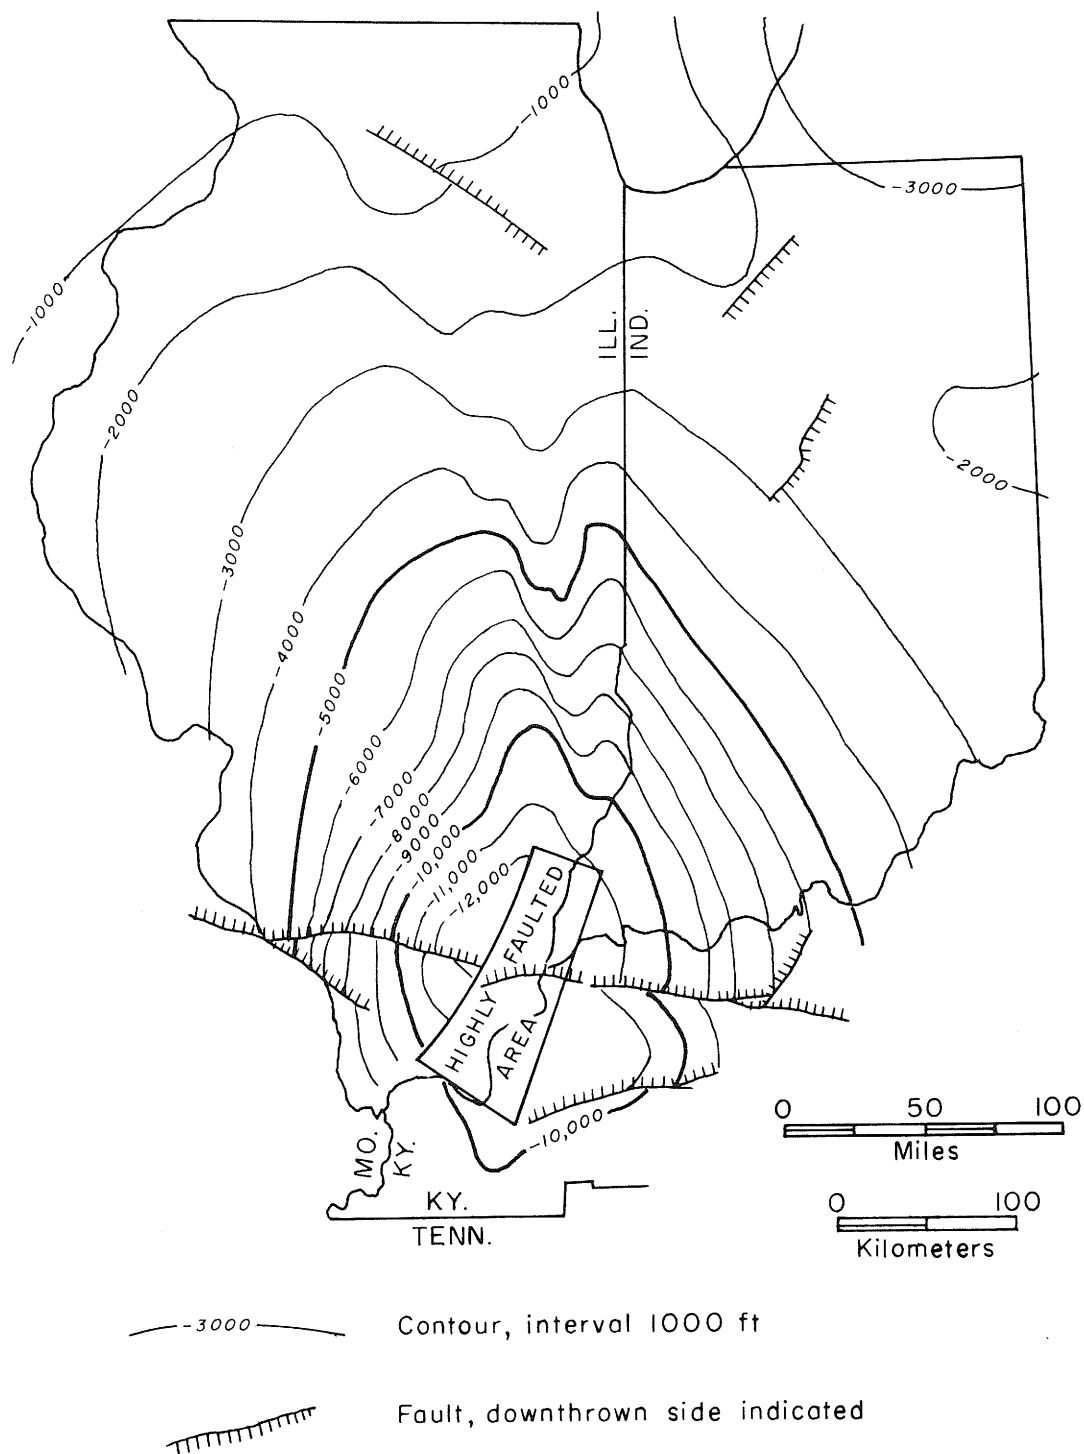 -1000
-3000
-1000
ILL.
IND.
-2000
-2000
-3000
-4000
-5000
-6000
-7000
-8000
-9000
-10,000
-11,000
-12,000
HIGHLY FAULTED
AREA
-10,000
MO.
KY.
KY.
TENN.
0 50 100
Miles
0 100
Kilometers
-3000 Contour, interval 1000 ft
Fault, downthrown side indicated